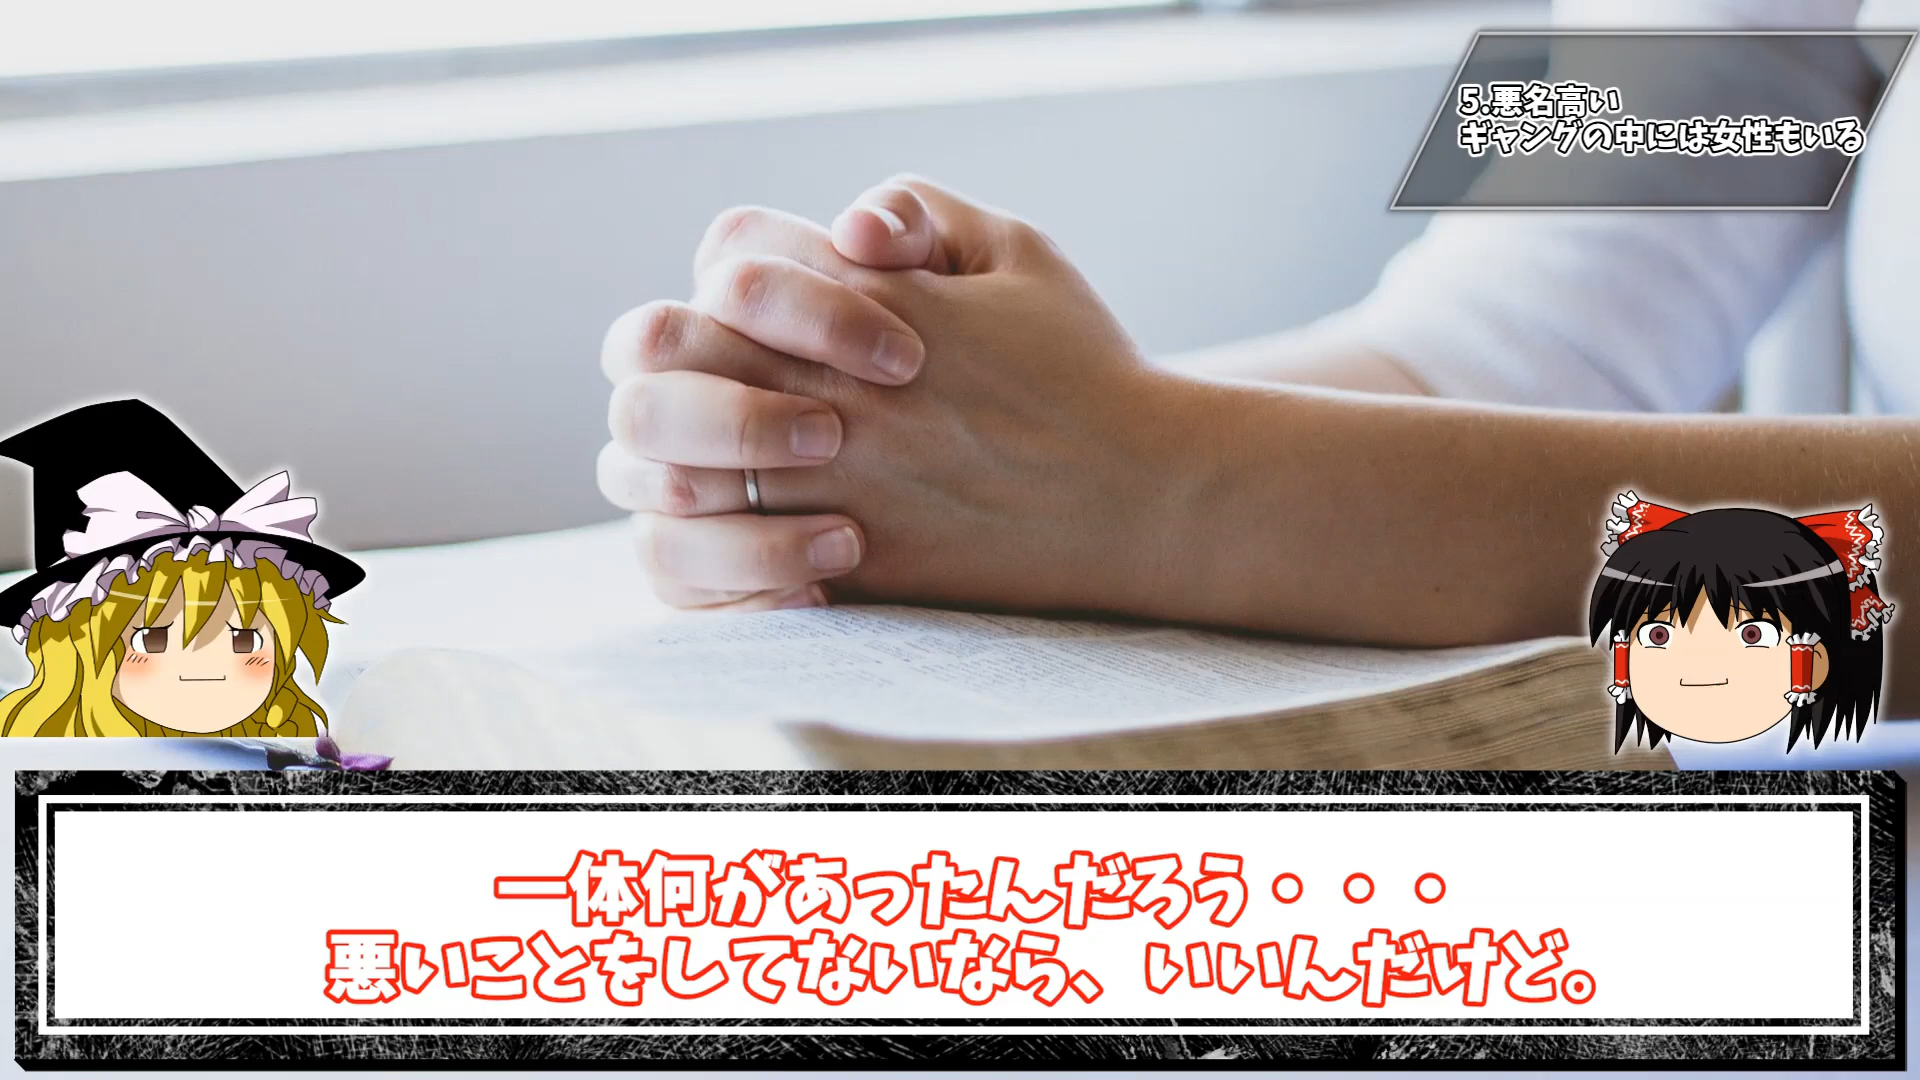 5.悪名高い
ギャングの中には女性もいる
一体何があったんだろう・・・
悪いことをしてないなら、いいんだけど。